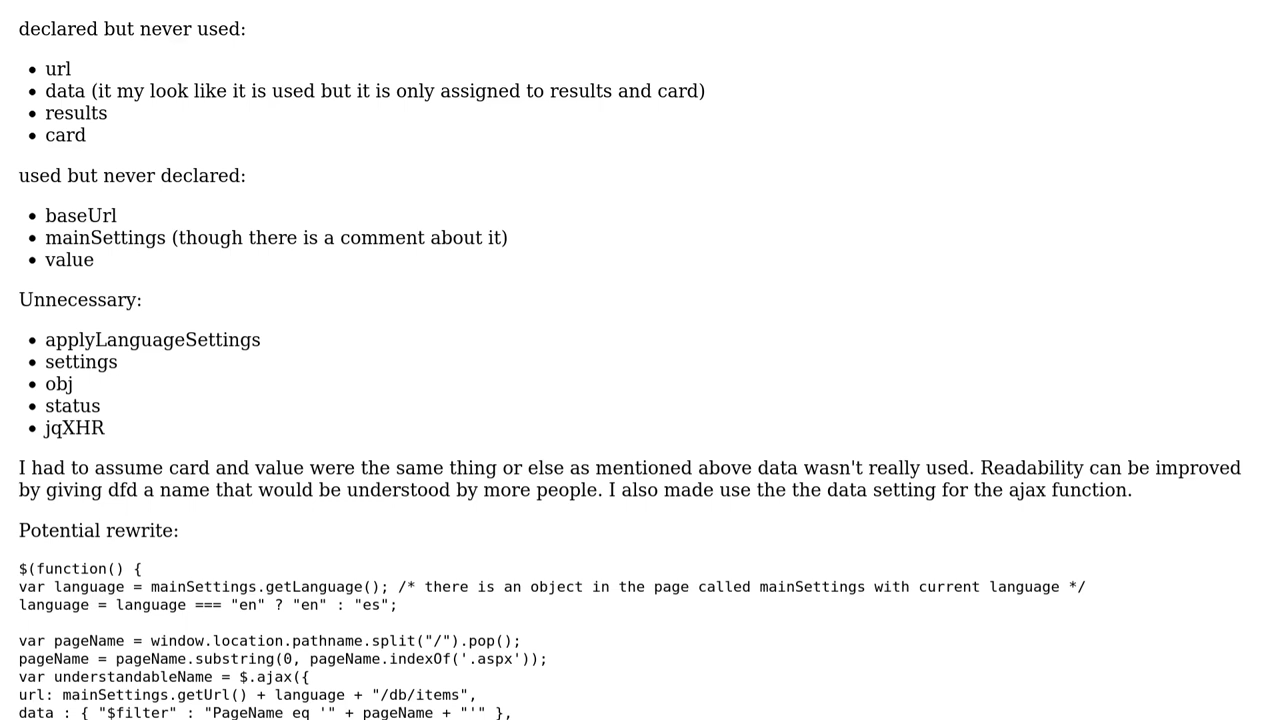 declared but never used:
• url
• data (it my look like it is used but it is only assigned to results and card)
• results
• card
used but never declared:
• baseUrl
• mainSettings (though there is a comment about it)
• value
Unnecessary:
• applyLanguageSettings
• settings
• obj
• status
• jqXHR
I had to assume card and value were the same thing or else as mentioned above data wasn't really used. Readability can be improved
by giving dfd a name that would be understood by more people. I also made use the the data setting for the ajax function.
Potential rewrite:
$(function() {
var language = mainSettings.getLanguage(); /* there is an object in the page called mainSettings with current language */
language = language === "en" ? "en" : "es";
var pageName = window.location.pathname.split("/").pop();
pageName = pageName.substring(0, pageName.indexOf('.aspx'));
var understandableName = $.ajax({
url: mainSettings.getUrl() + language + "/db/items",
data : { "$filter" : "PageName eq '" + pageName + "'" },